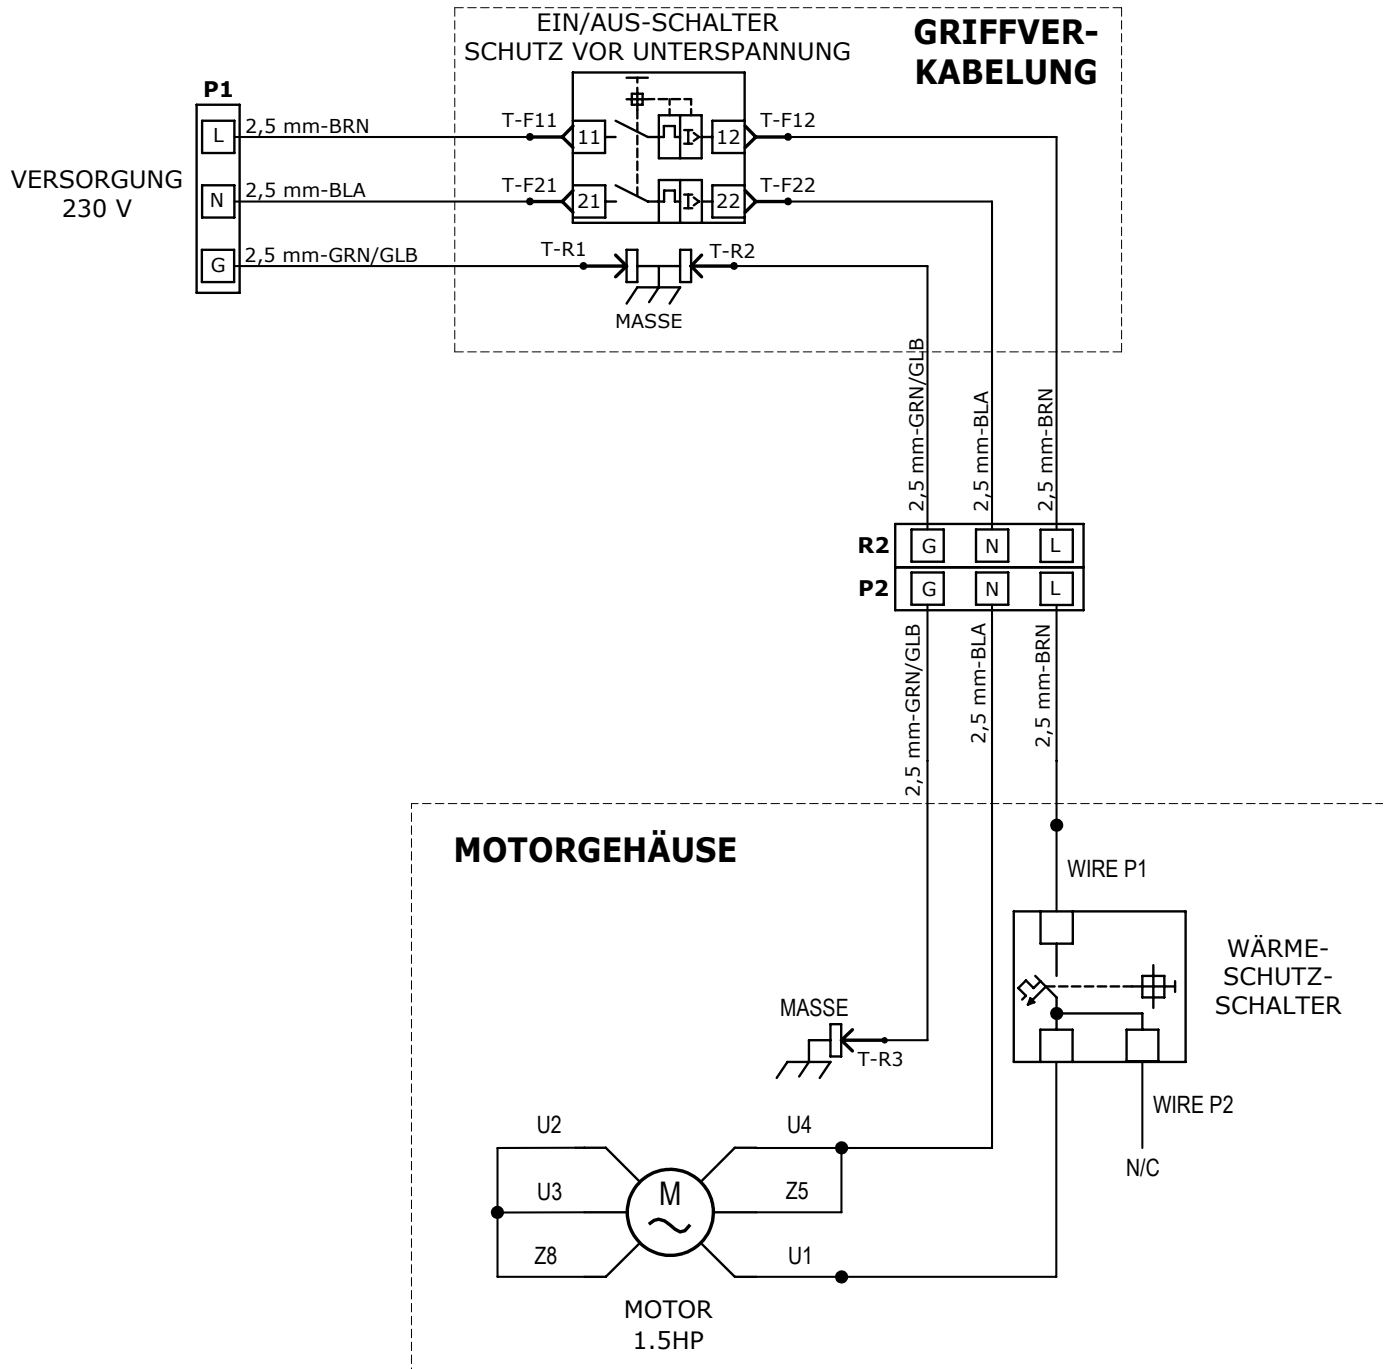 EIN/AUS-SCHALTER
SCHUTZ VOR UNTERSPANNUNG
GRIFFVER-
KABELUNG
P1
L
2,5 mm-BRN
T-F11
11
12
T-F12
VERSORGUNG
230 V
N
2,5 mm-BLA
T-F21
21
22
T-F22
G
2,5 mm-GRN/GLB
T-R1
T-R2
MASSE
2,5 mm-GRN/GLB
2,5 mm-BLA
2,5 mm-BRN
R2
G
N
L
P2
G
N
L
2,5 mm-GRN/GLB
2,5 mm-BLA
2,5 mm-BRN
MOTORGEHÄUSE
WIRE P1
WÄRME-
SCHUTZ-
SCHALTER
MASSE
T-R3
WIRE P2
N/C
U2
U4
U3
M
Z5
Z8
U1
MOTOR
1.5HP